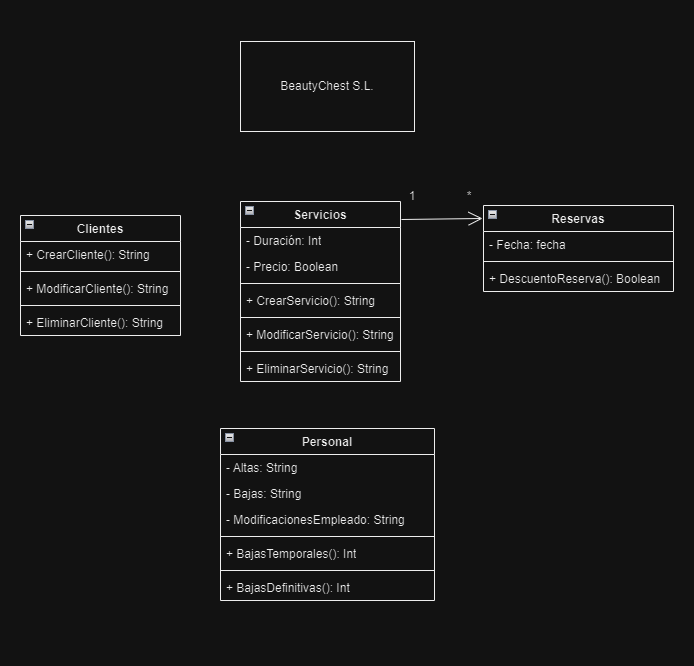 BeautyChest S.L.
Clientes
+ CrearCliente(): String
+ ModificarCliente(): String
+ EliminarCliente(): String
Servicios
- Duración: Int
- Precio: Boolean
+ CrearServicio(): String
+ ModificarServicio(): String
+ EliminarServicio(): String
1
*
Reservas
- Fecha: fecha
+ DescuentoReserva(): Boolean
Personal
- Altas: String
- Bajas: String
- ModificacionesEmpleado: String
+ BajasTemporales(): Int
+ BajasDefinitivas(): Int